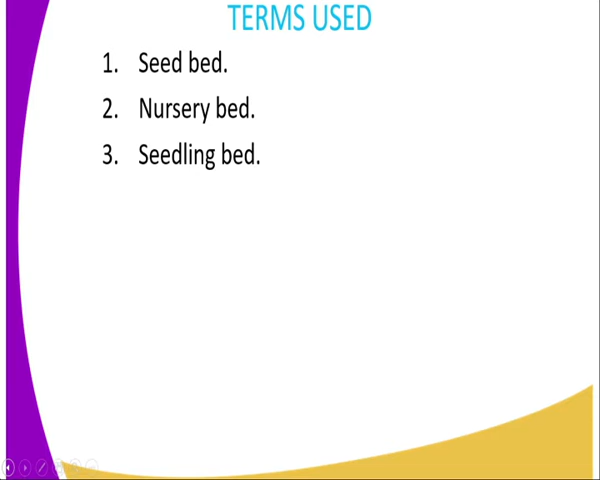 TERMS USED
1. Seed bed.
2. Nursery bed.
3. Seedling bed.